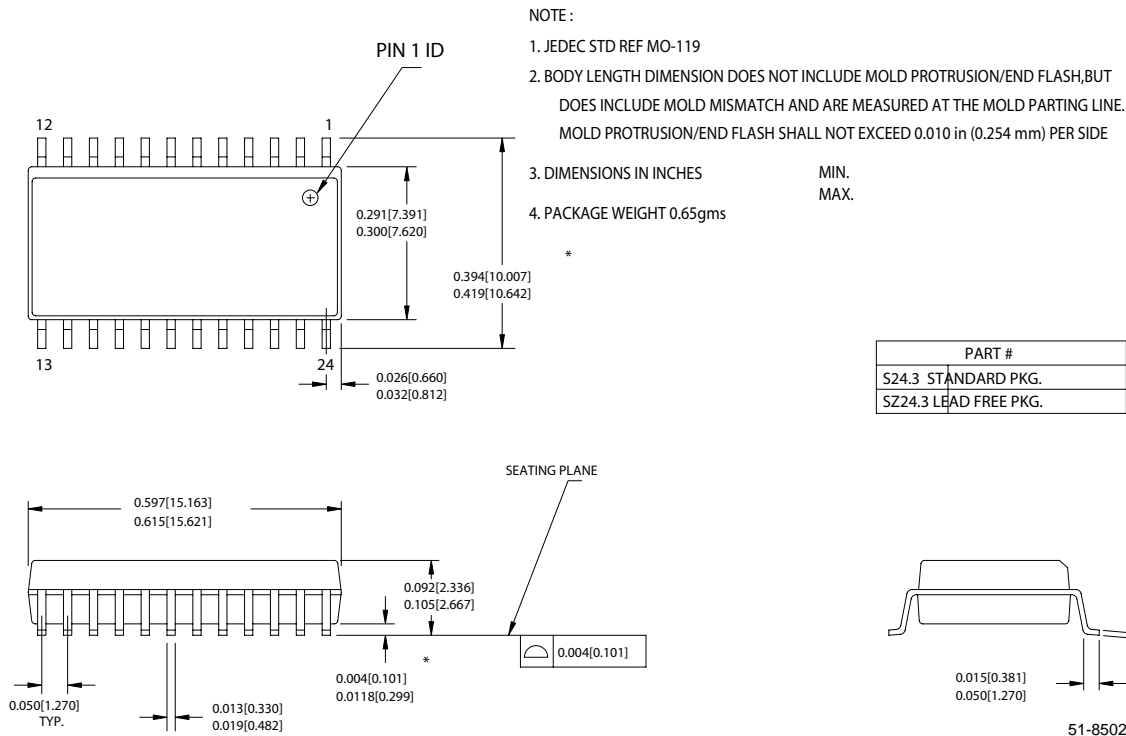 NOTE :
1. JEDEC STD REF MO-119
2. BODY LENGTH DIMENSION DOES NOT INCLUDE MOLD PROTRUSION/END FLASH,BUT
DOES INCLUDE MOLD MISMATCH AND ARE MEASURED AT THE MOLD PARTING LINE.
MOLD PROTRUSION/END FLASH SHALL NOT EXCEED 0.010 in (0.254 mm) PER SIDE
3. DIMENSIONS IN INCHES MIN.
MAX.
4. PACKAGE WEIGHT 0.65gms
*
PIN 1 ID
12 1
0.291[7.391]
0.300[7.620]
0.394[10.007]
0.419[10.642]
13 24
0.026[0.660]
0.032[0.812]
PART #
S24.3 STANDARD PKG.
SZ24.3 LEAD FREE PKG.
SEATING PLANE
0.597[15.163]
0.615[15.621]
0.092[2.336]
0.105[2.667]
*
0.004[0.101]
0.004[0.101]
0.0118[0.299]
0.050[1.270]
TYP.
0.013[0.330]
0.019[0.482]
0.015[0.381]
0.050[1.270]
51-8502